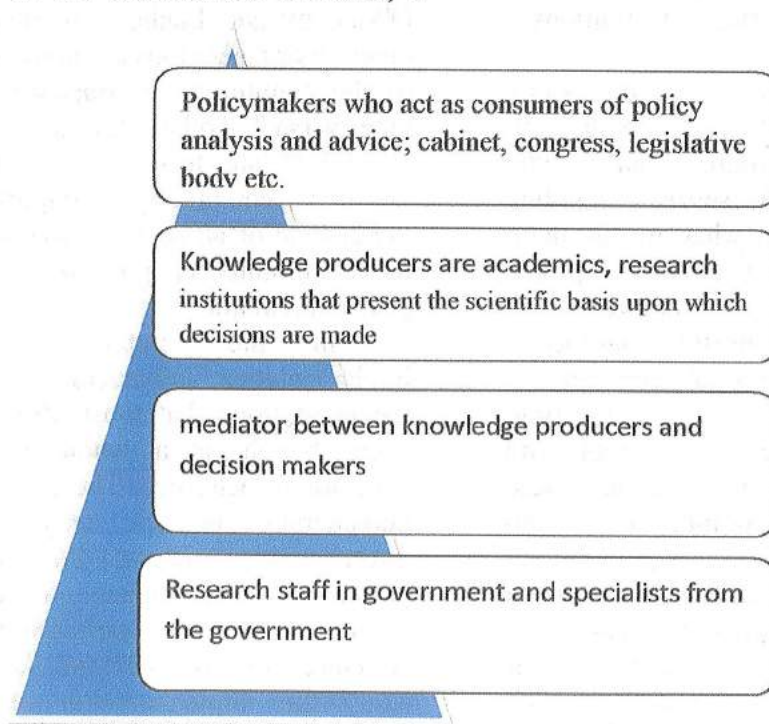 Policymakers who act as consumers of policy
analysis and advice; cabinet, congress, legislative
body etc.
Knowledge producers are academics, research
institutions that present the scientific basis upon which
decisions are made
mediator between knowledge producers and
decision makers
Research staff in government and specialists from
the government